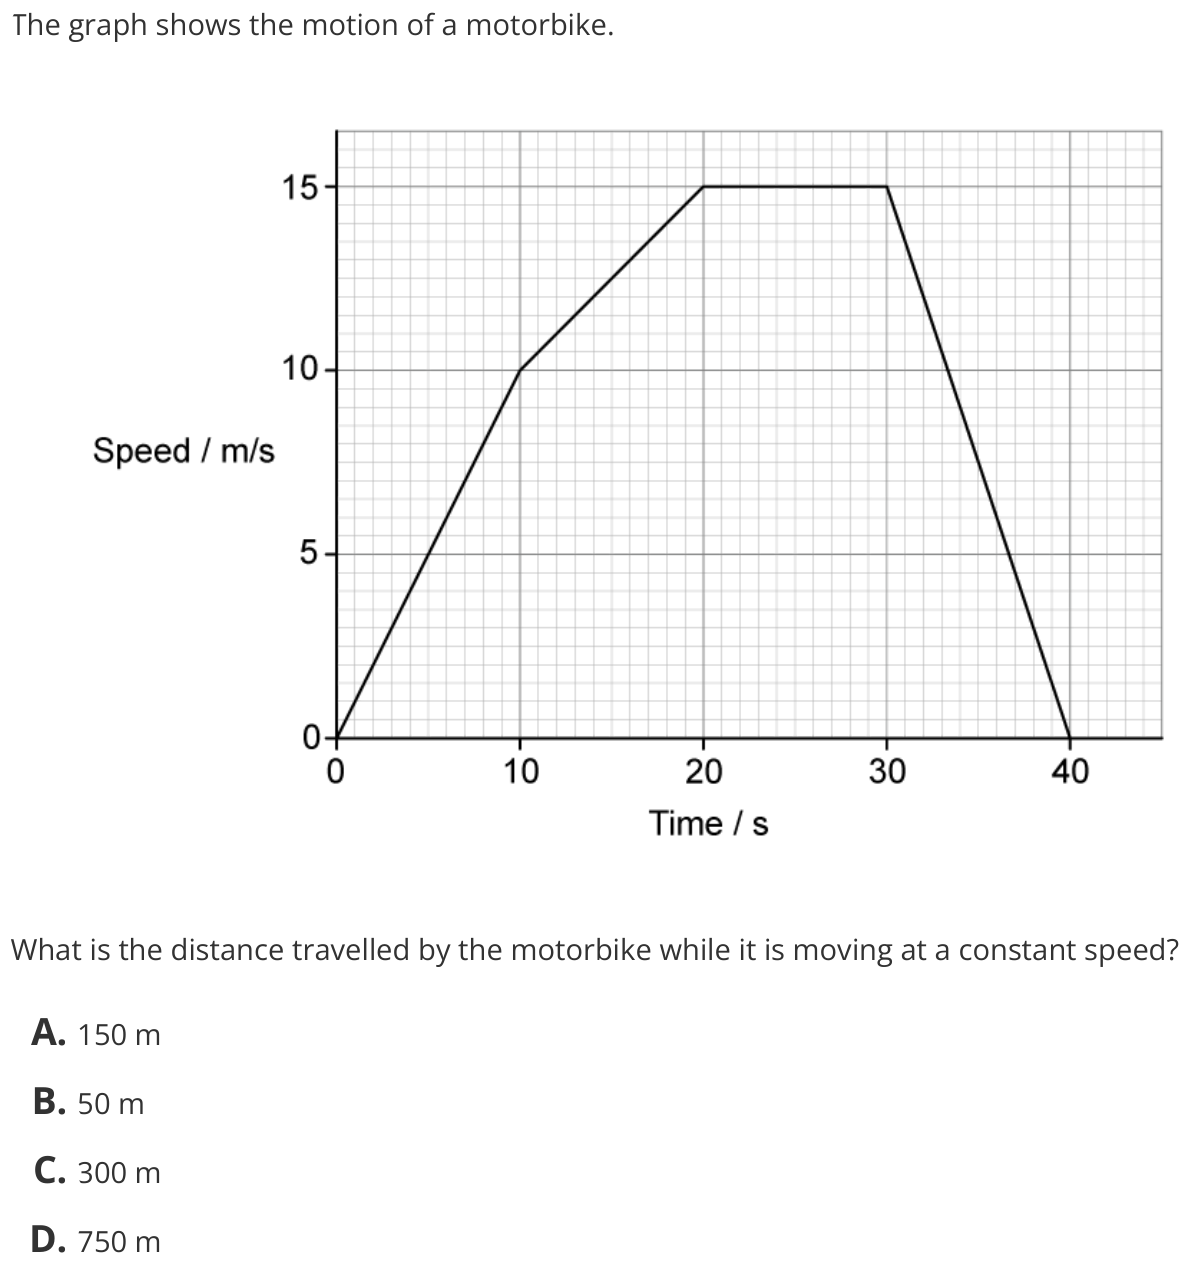 The graph shows the motion of a motorbike.
15
10
Speed / m/s
5
0
0 10 20 30 40
Time / s
What is the distance travelled by the motorbike while it is moving at a constant speed?
A. 150 m
B. 50 m
C. 300 m
D. 750 m